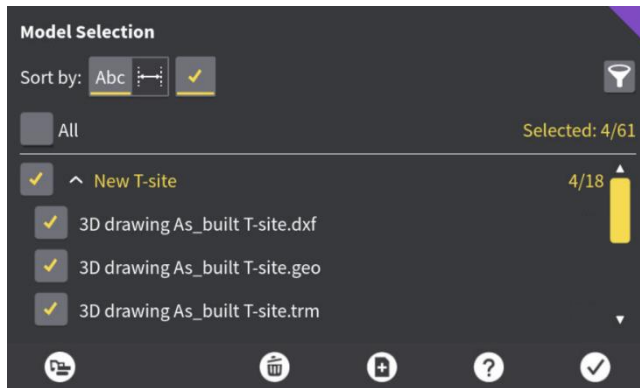 Model Selection
Sort by: Abc
All
Selected: 4/61
New T-site 4/18
3D drawing As_built T-site.dxf
3D drawing As_built T-site.geo
3D drawing As_built T-site.trm
?